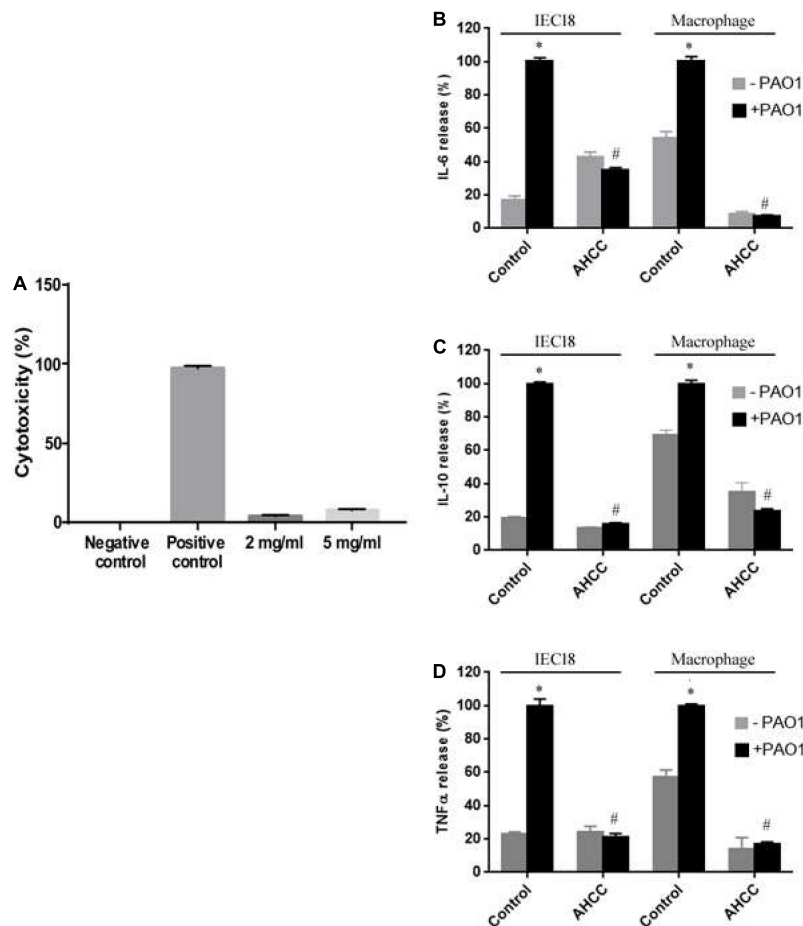 A
150
100
50
0
Cytotoxicity (%)
Negative control
Positive control
2 mg/ml
5 mg/ml
B
IEC18
Macrophage
120
100
80
60
40
20
0
IL-6 release (%)
*
#
*
#
- PAO1
+PAO1
Control
AHCC
Control
AHCC
C
IEC18
Macrophage
120
100
80
60
40
20
0
IL-10 release (%)
*
#
*
#
- PAO1
+PAO1
Control
AHCC
Control
AHCC
D
IEC18
Macrophage
120
100
80
60
40
20
0
TNFα release (%)
*
#
*
#
- PAO1
+PAO1
Control
AHCC
Control
AHCC